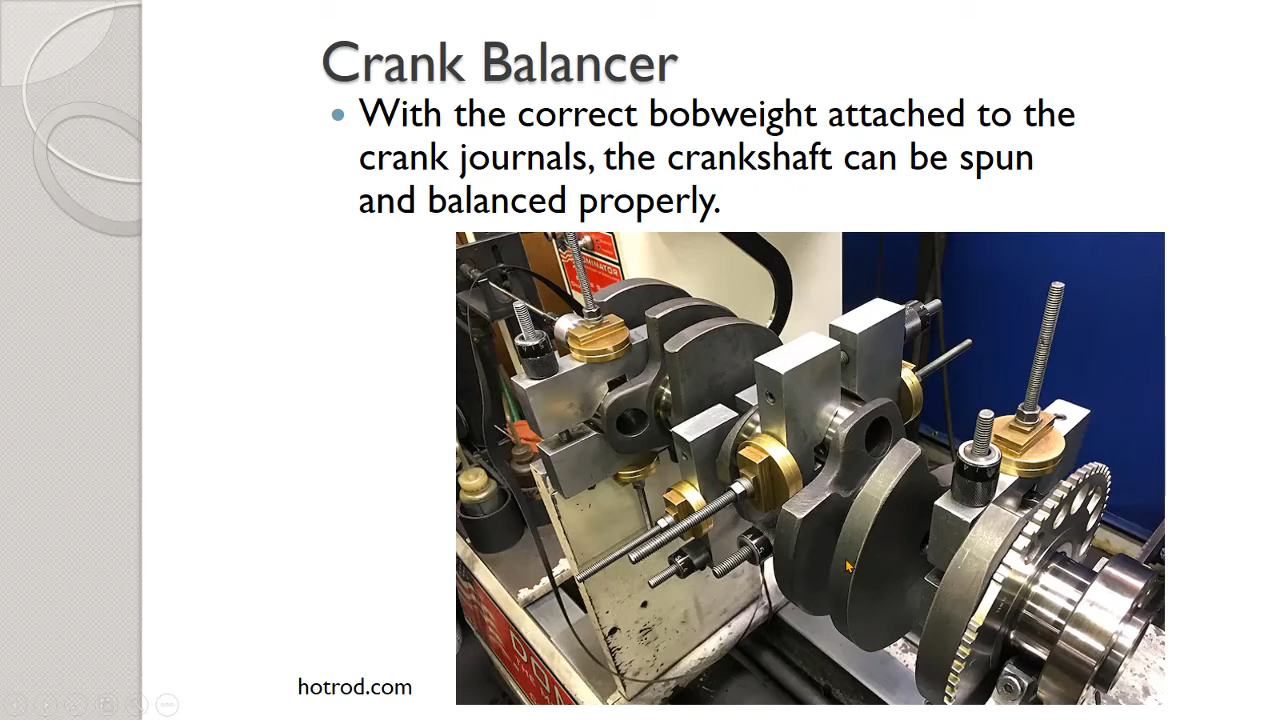 Crank Balancer
With the correct bobweight attached to the
crank journals, the crankshaft can be spun
and balanced properly.
hotrod.com